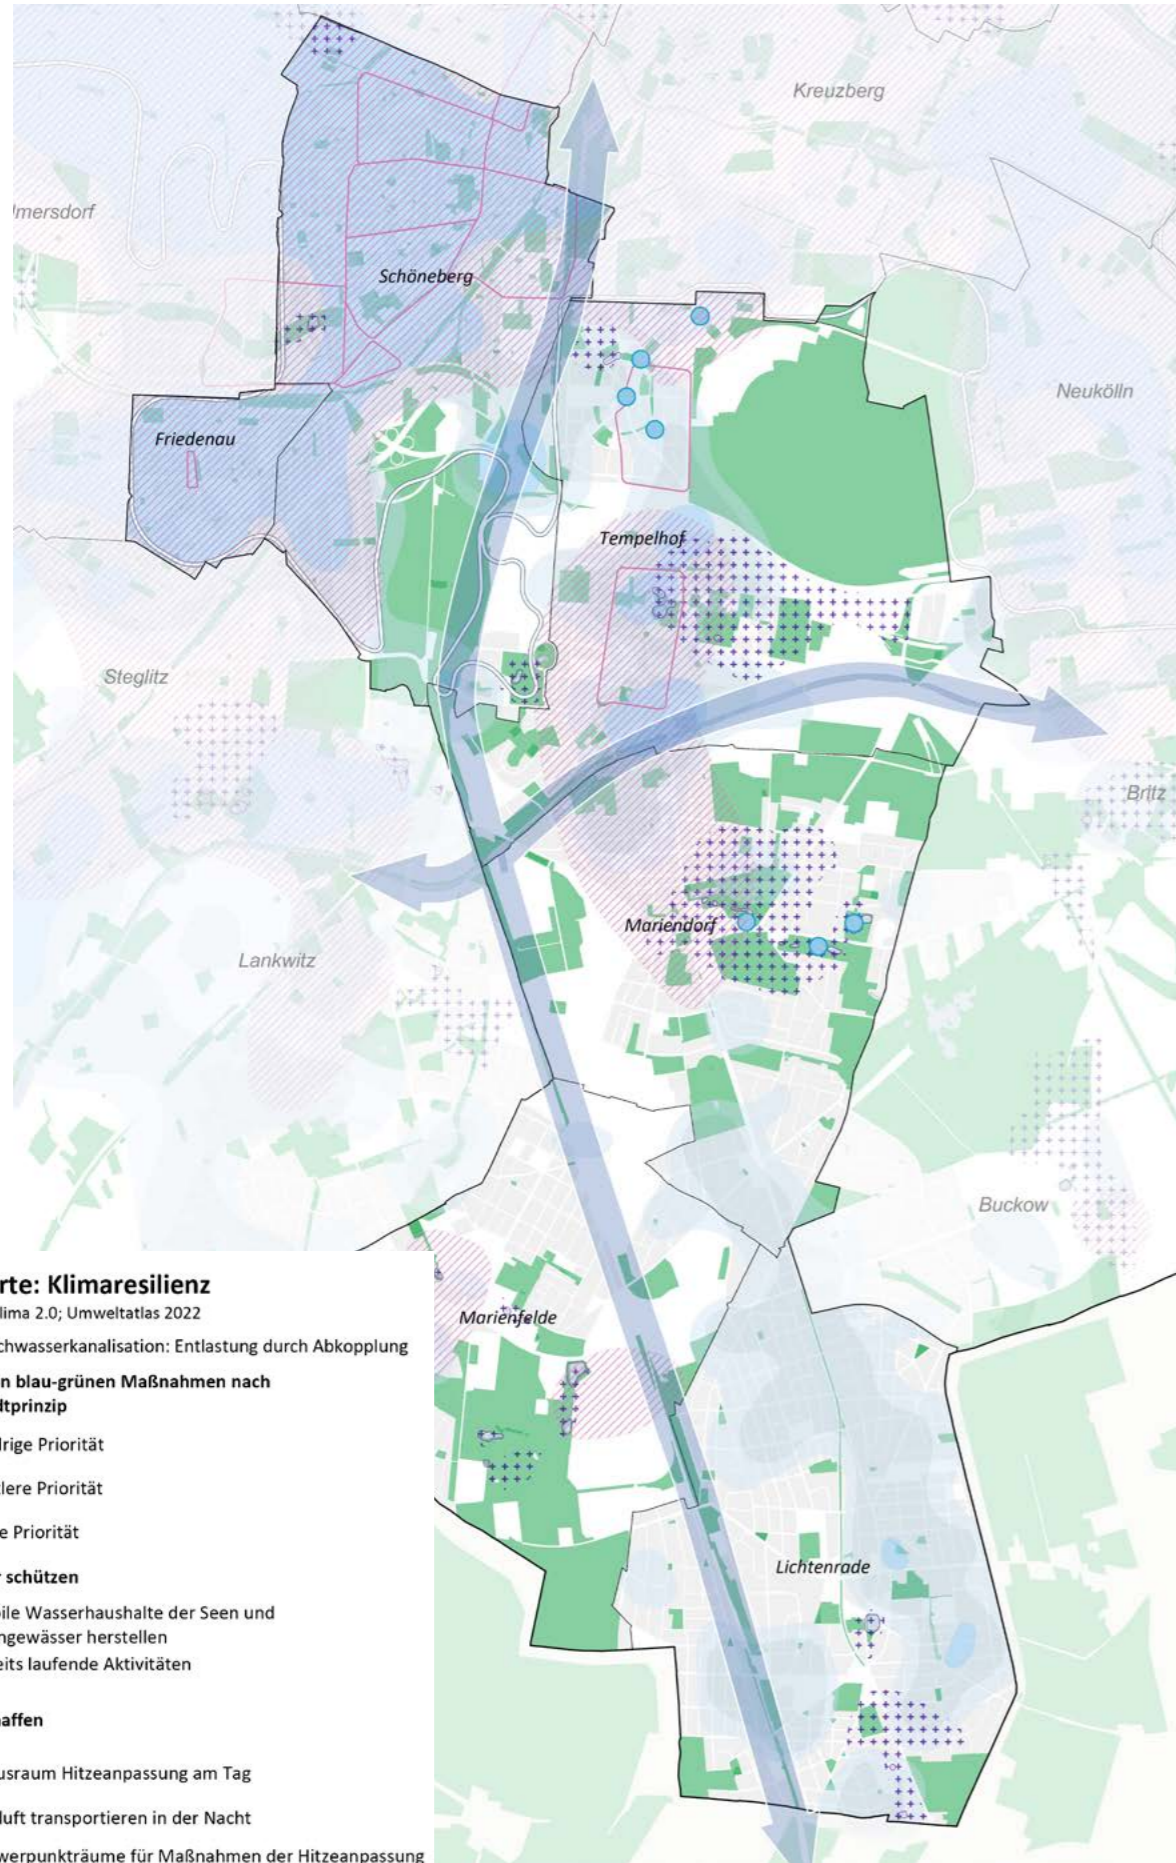 Kreuzberg
lmersdorf
Schöneberg
Neukölln
Friedenau
Tempelhof
Steglitz
Britz
Mariendorf
Lankwitz
Buckow
Marienfelde
Lichtenrade
rte: Klimaresilienz
lima 2.0; Umweltatlas 2022
chwasserkanalisation: Entlastung durch Abkopplung
n blau-grünen Maßnahmen nach
dtprinzip
drige Priorität
tlere Priorität
e Priorität
r schützen
bile Wasserhaushalte der Seen und
ngewässer herstellen
eits laufende Aktivitäten
affen
usraum Hitzeanpassung am Tag
luft transportieren in der Nacht
werpunkträume für Maßnahmen der Hitzeanpassung